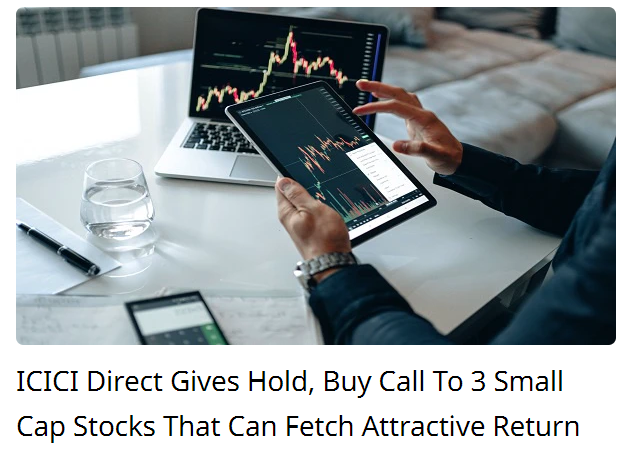 ICICI Direct Gives Hold, Buy Call To 3 Small
Cap Stocks That Can Fetch Attractive Return